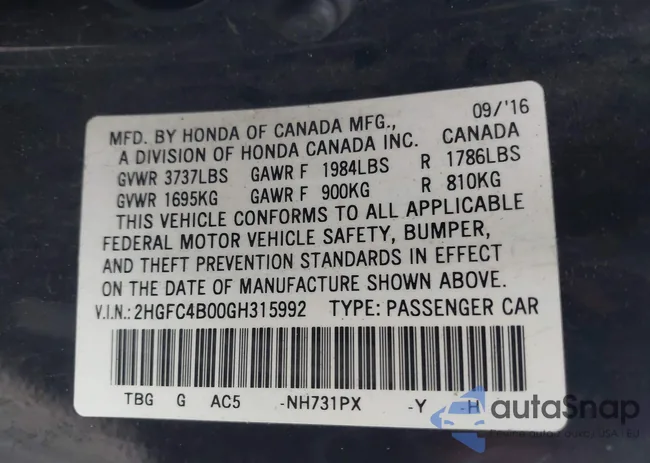 09/'16
MFD. BY HONDA OF CANADA MFG.,
A DIVISION OF HONDA CANADA INC. CANADA
GVWR 3737LBS GAWR F 1984LBS R 1786LBS
GVWR 1695KG GAWR F 900KG R 810KG
THIS VEHICLE CONFORMS TO ALL APPLICABLE
FEDERAL MOTOR VEHICLE SAFETY, BUMPER,
AND THEFT PREVENTION STANDARDS IN EFFECT
ON THE DATE OF MANUFACTURE SHOWN ABOVE.
V.I.N.: 2HGFC4B00GH315992 TYPE: PASSENGER CAR
TBG G AC5 -NH731PX -Y -H
autaSnap